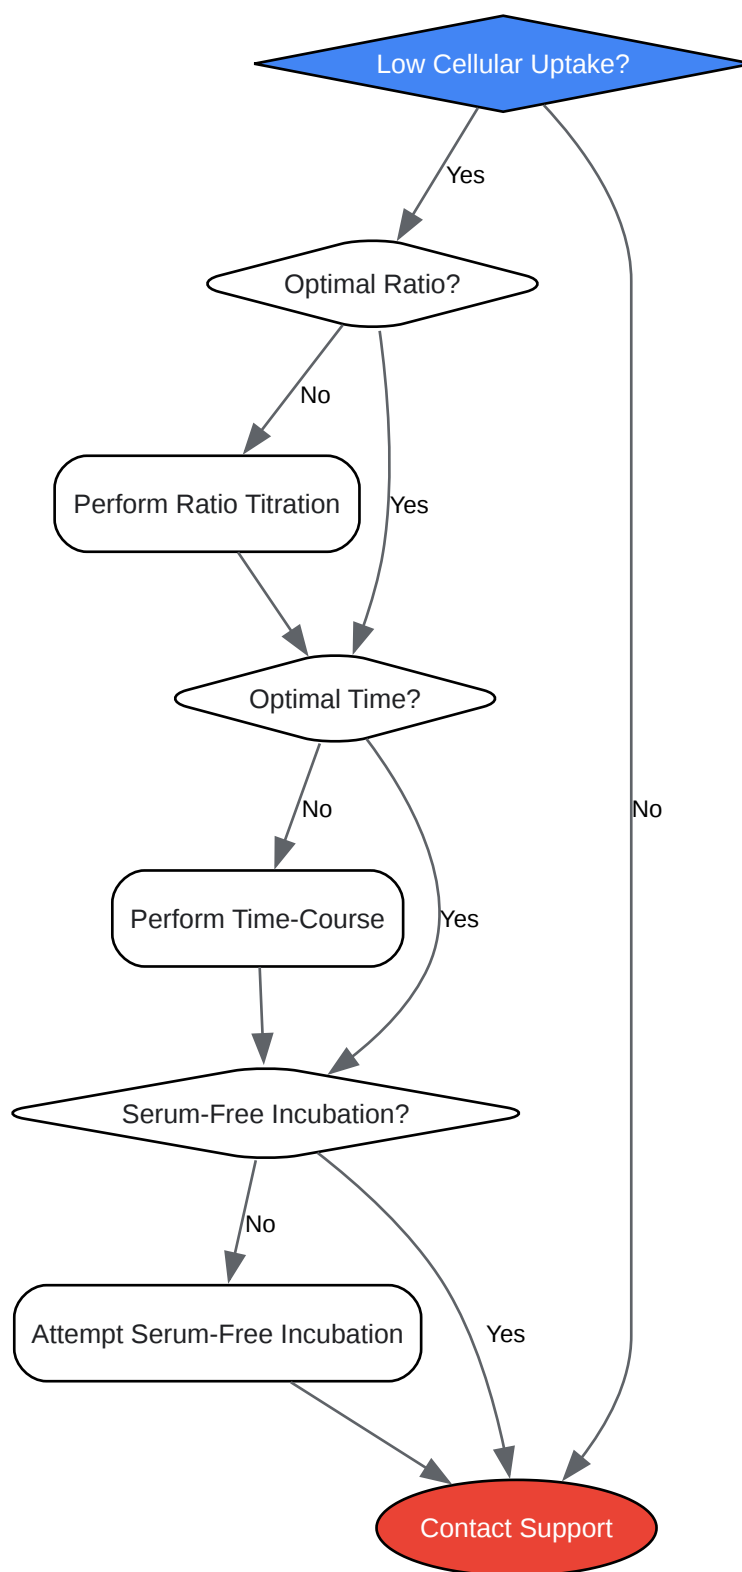 Low Cellular Uptake?
Yes
Optimal Ratio?
No
Perform Ratio Titration
Yes
Optimal Time?
No
No
Perform Time-Course
Yes
Serum-Free Incubation?
No
Attempt Serum-Free Incubation
Yes
Contact Support